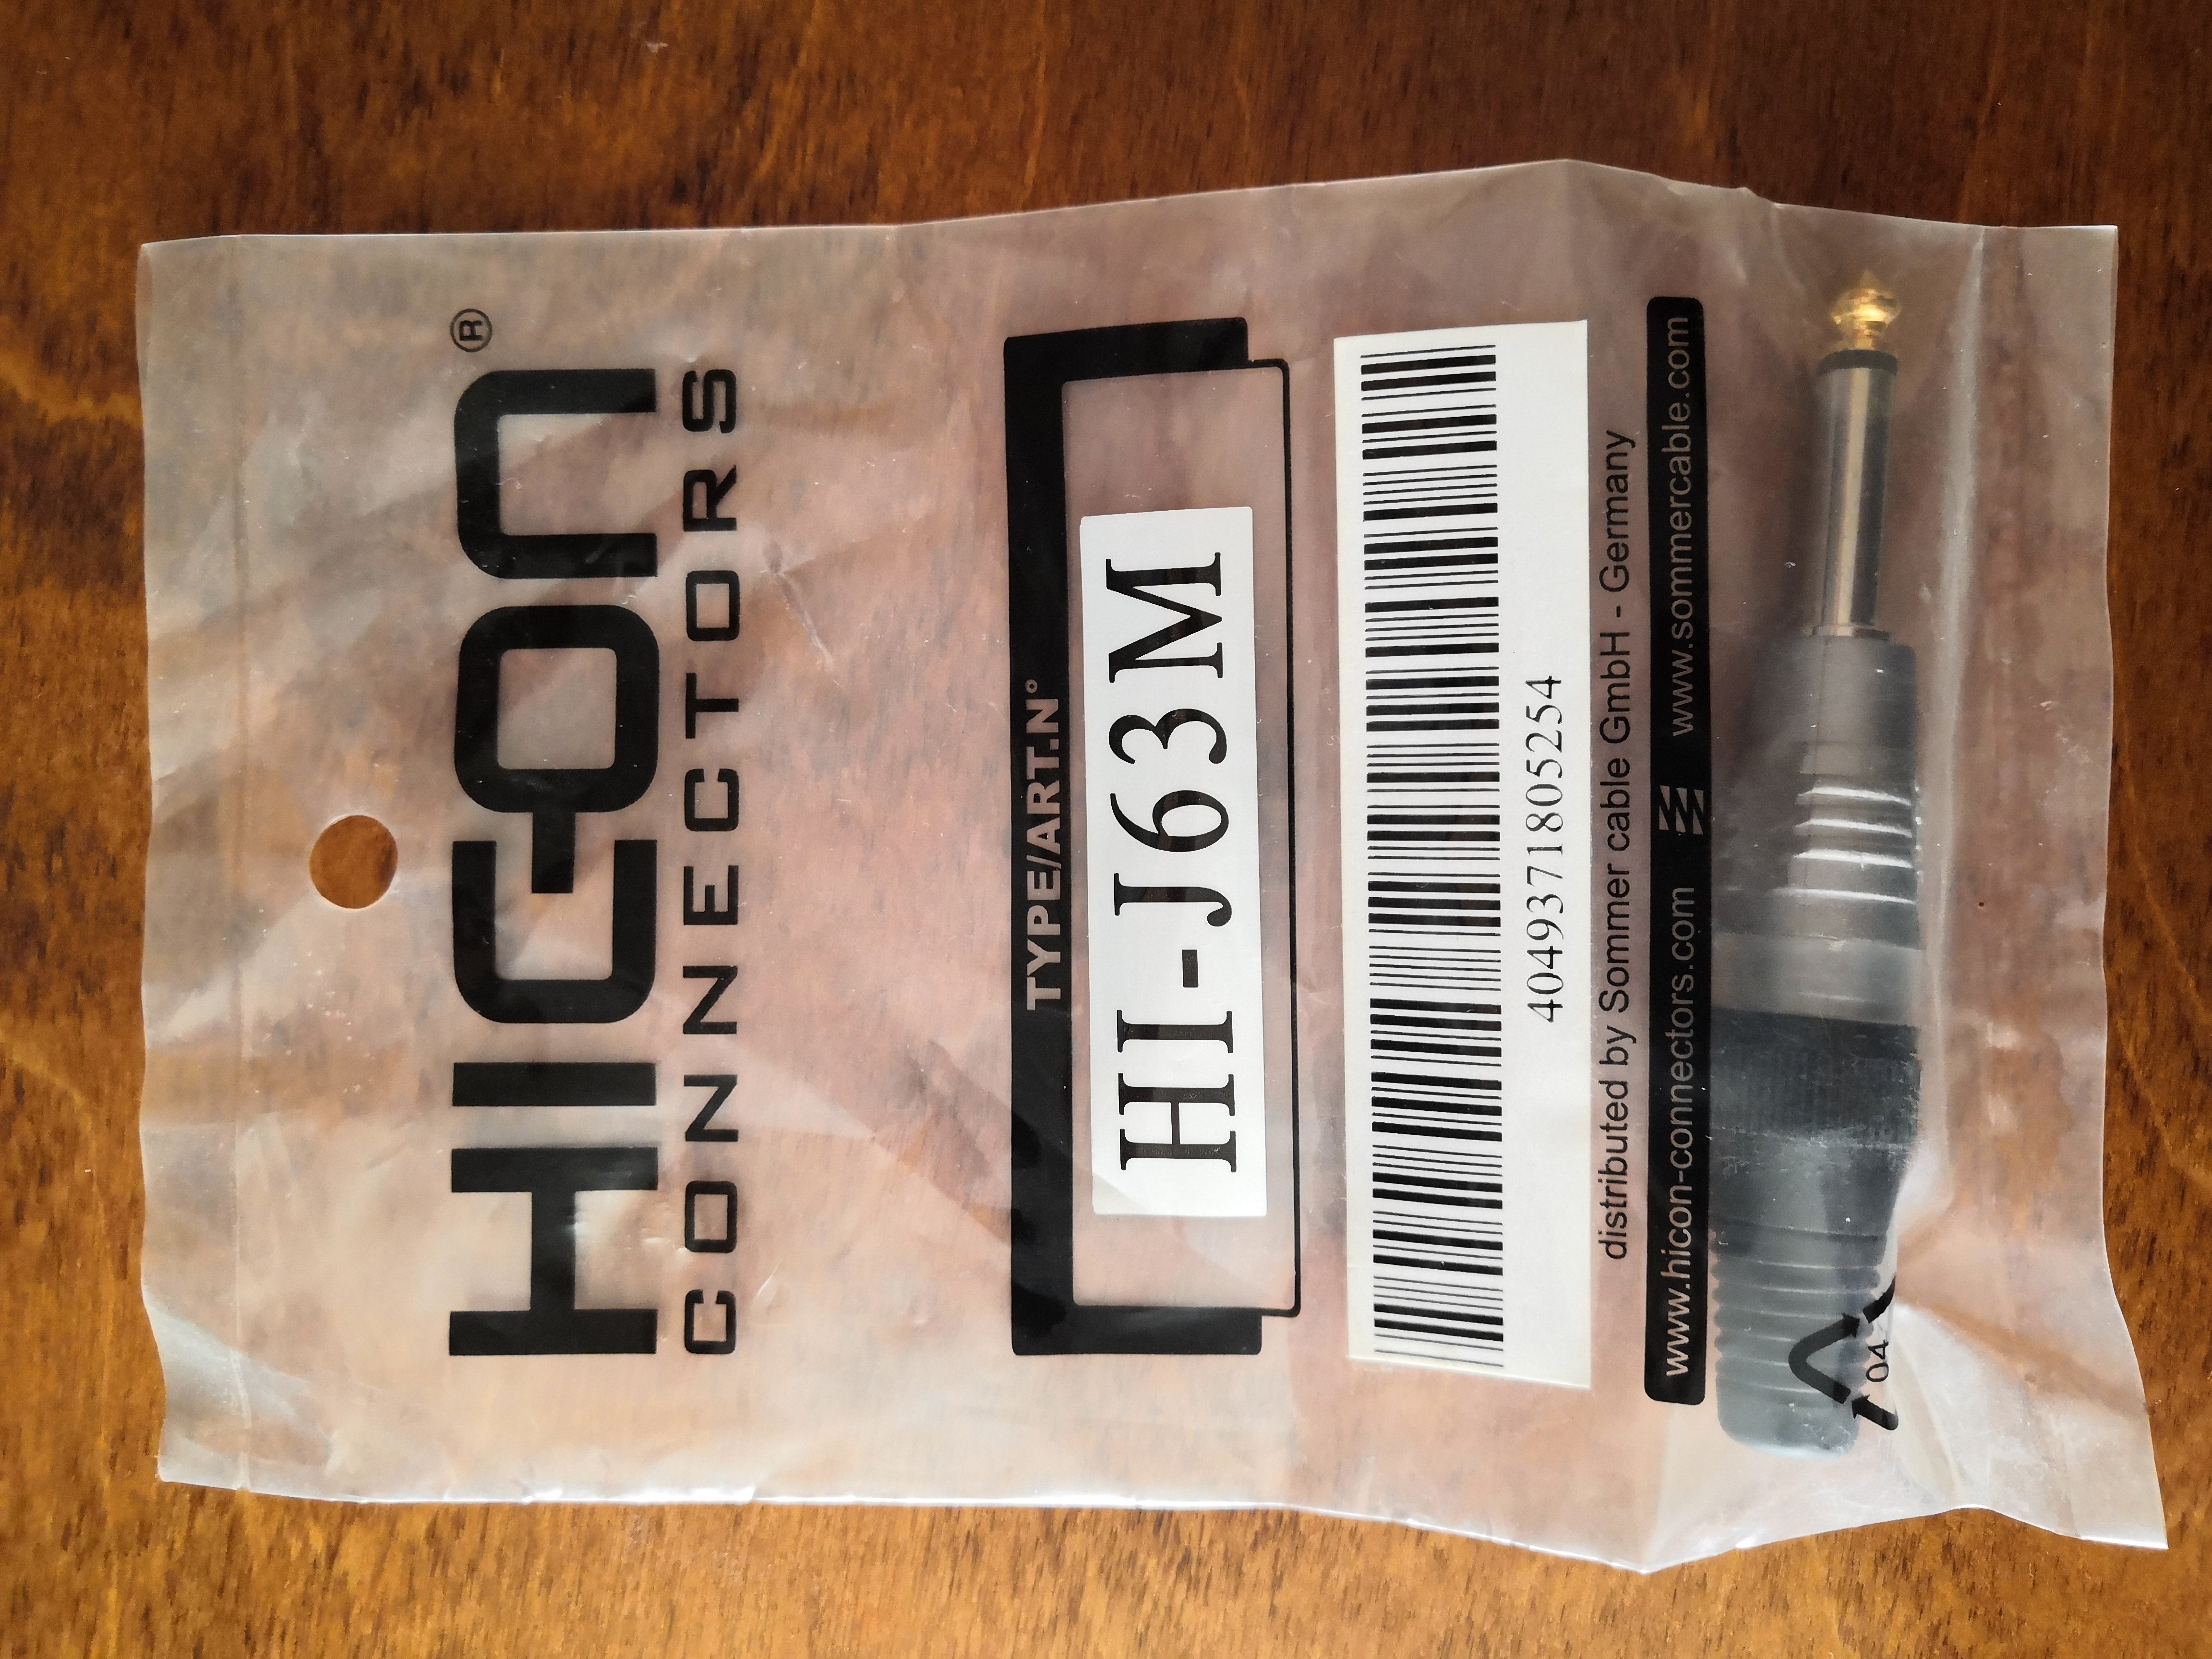 HICON®
CONNECTORS
TYPE/ART.N°
HI-J63M
4049371805254
distributed by Sommer cable GmbH - Germany
www.hicon-connectors.com www.sommercable.com
04